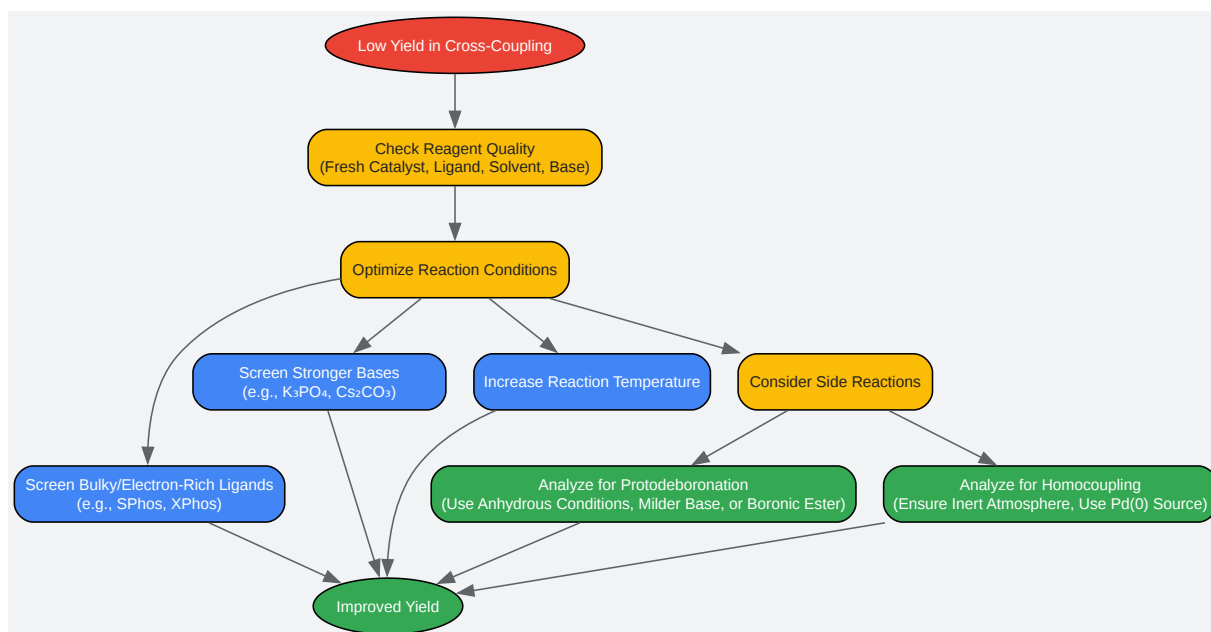 Low Yield in Cross-Coupling
Check Reagent Quality
(Fresh Catalyst, Ligand, Solvent, Base)
Optimize Reaction Conditions
Screen Stronger Bases
(e.g., K₃PO₄, Cs₂CO₃)
Increase Reaction Temperature
Consider Side Reactions
Screen Bulky/Electron-Rich Ligands
(e.g., SPhos, XPhos)
Analyze for Protodeboronation
(Use Anhydrous Conditions, Milder Base, or Boronic Ester)
Analyze for Homocoupling
(Ensure Inert Atmosphere, Use Pd(0) Source)
Improved Yield